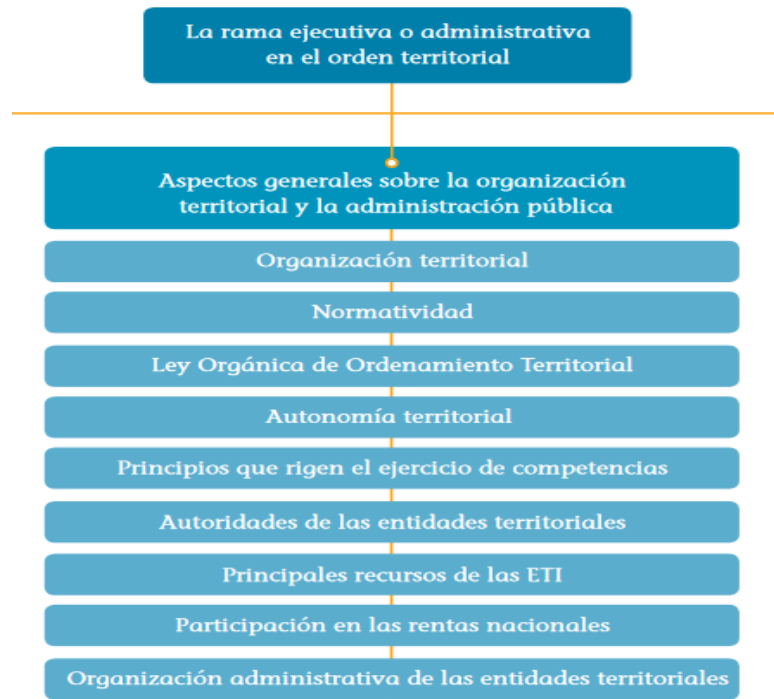 La rama ejecutiva o administrativa
en el orden territorial
Aspectos generales sobre la organización
territorial y la administración pública
Organización territorial
Normatividad
Ley Orgánica de Ordenamiento Territorial
Autonomía territorial
Principios que rigen el ejercicio de competencias
Autoridades de las entidades territoriales
Principales recursos de las ETI
Participación en las rentas nacionales
Organización administrativa de las entidades territoriales